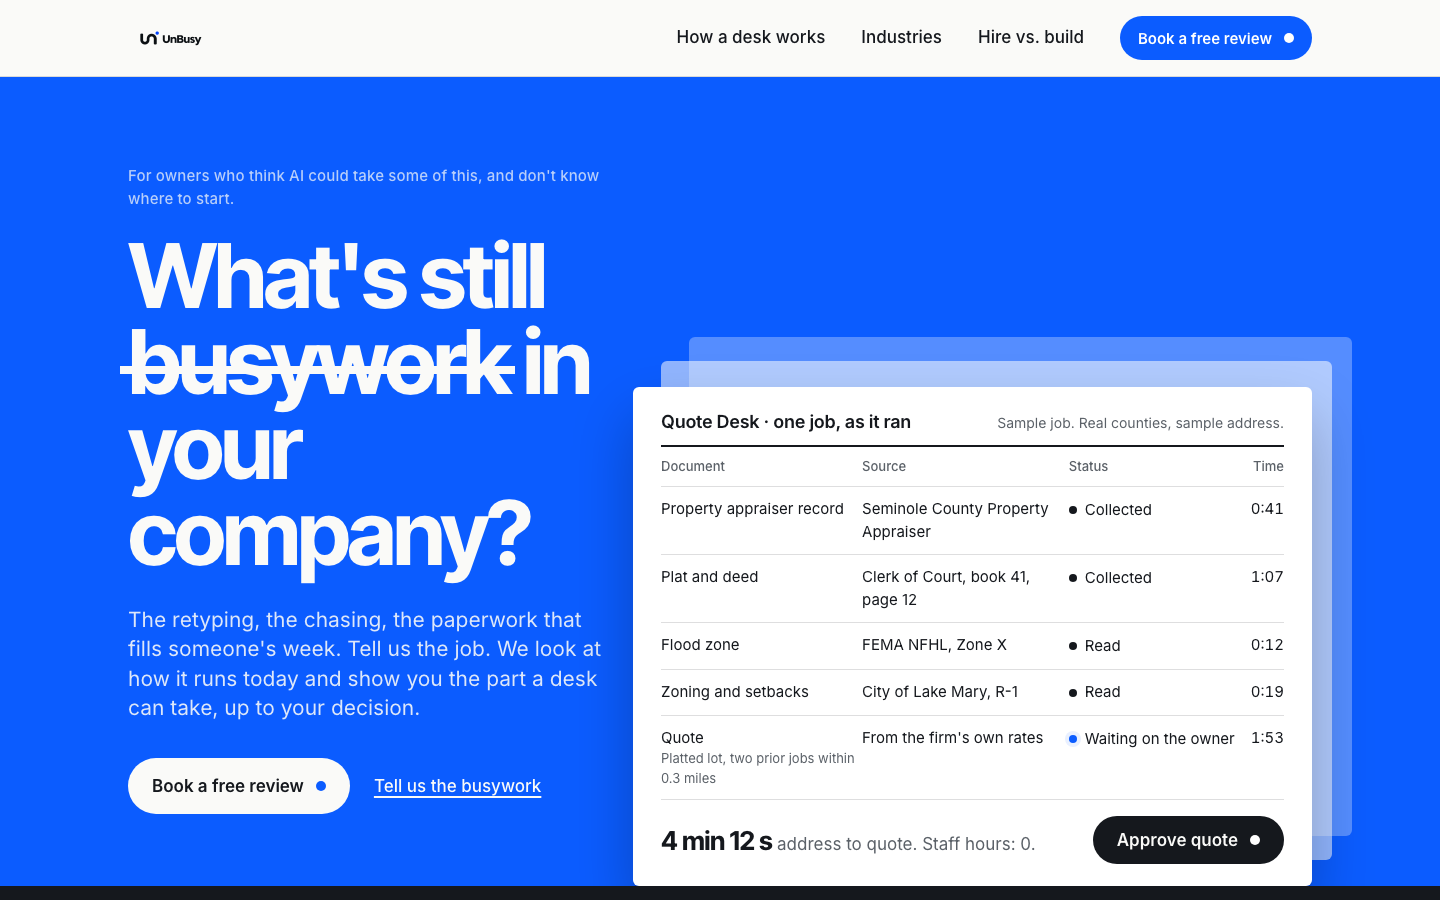 UnBusy
How a desk works
Industries
Hire vs. build
Book a free review
For owners who think AI could take some of this, and don't know
where to start.
What's still
busywork in
your
company?
The retyping, the chasing, the paperwork that
fills someone's week. Tell us the job. We look at
how it runs today and show you the part a desk
can take, up to your decision.
Book a free review
Tell us the busywork
Quote Desk · one job, as it ran
Sample job. Real counties, sample address.
Document Source Status Time
Property appraiser record Seminole County Property Collected 0:41
Appraiser
Plat and deed Clerk of Court, book 41, Collected 1:07
page 12
Flood zone FEMA NFHL, Zone X Read 0:12
Zoning and setbacks City of Lake Mary, R-1 Read 0:19
Quote From the firm's own rates Waiting on the owner 1:53
Platted lot, two prior jobs within
0.3 miles
4 min 12 s address to quote. Staff hours: 0.
Approve quote